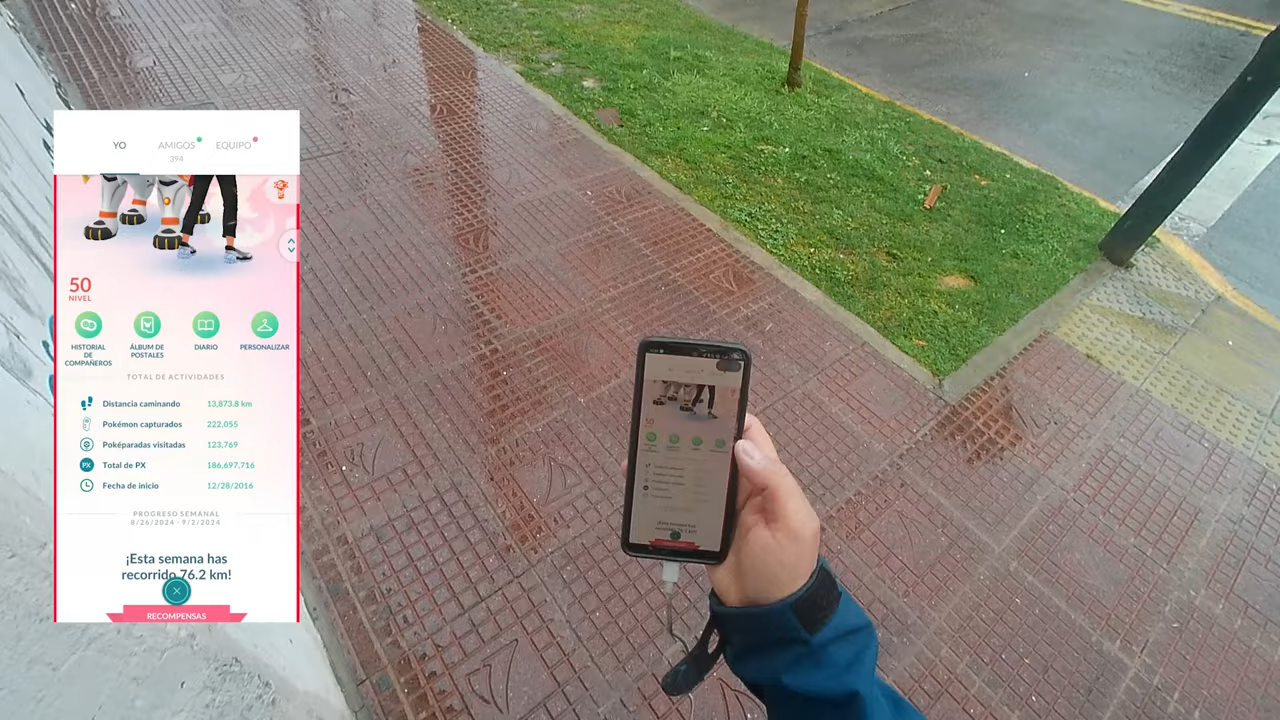 YO
AMIGOS
EQUIPO
394
50
NIVEL
HISTORIAL
DE
COMPAÑEROS
ÁLBUM DE
POSTALES
DIARIO
PERSONALIZAR
TOTAL DE ACTIVIDADES
Distancia caminando 13,873.8 km
Pokémon capturados 222,055
Poképaradas visitadas 123,769
PX Total de PX 186,697,716
Fecha de inicio 12/28/2016
PROGRESO SEMANAL
8/26/2024 - 9/2/2024
¡Esta semana has
recorrido 76.2 km!
RECOMPENSAS